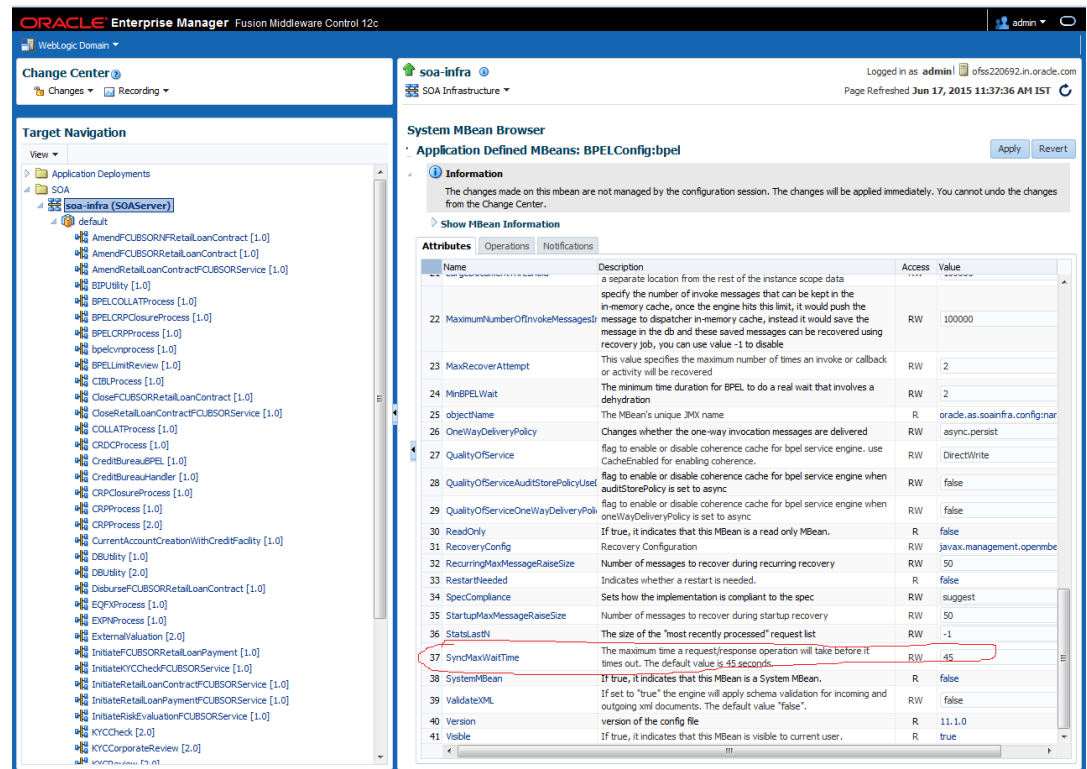 ORACLE Enterprise Manager Fusion Middleware Control 12c
admin
WebLogic Domain
Change Center
Changes Recording
Target Navigation
View
Application Deployments
SOA
soa-infra (SOAServer)
default
AmendFCUBSORNFRetailLoanContract [1.0]
AmendFCUBSORRetailLoanContract [1.0]
AmendRetailLoanContractFCUBSORService [1.0]
BIPUtility [1.0]
BPELCOLLATProcess [1.0]
BPELCRPClosureProcess [1.0]
BPELCRPProcess [1.0]
bpelcvnprocess [1.0]
BPELLimitReview [1.0]
CIBLProcess [1.0]
CloseFCUBSORRetailLoanContract [1.0]
CloseRetailLoanContractFCUBSORService [1.0]
COLLATProcess [1.0]
CRDCProcess [1.0]
CreditBureauBPEL [1.0]
CreditBureauHandler [1.0]
CRPClosureProcess [1.0]
CRPProcess [1.0]
CRPProcess [2.0]
CurrentAccountCreationWithCreditFacility [1.0]
DBUtility [1.0]
DBUtility [2.0]
DisburseFCUBSORRetailLoanContract [1.0]
EQFXProcess [1.0]
EXPNProcess [1.0]
ExternalValuation [2.0]
InitiateFCUBSORRetailLoanPayment [1.0]
InitiateKYCCheckFCUBSORService [1.0]
InitiateRetailLoanContractFCUBSORService [1.0]
InitiateRetailLoanPaymentFCUBSORService [1.0]
InitiateRiskEvaluationFCUBSORService [1.0]
KYCCheck [2.0]
KYCCorporateReview [2.0]
KYCReview [2.0]
soa-infra
Logged in as admin | ofss220692.in.oracle.com
SOA Infrastructure
Page Refreshed Jun 17, 2015 11:37:36 AM IST
System MBean Browser
Application Defined MBeans: BPELConfig:bpel
Apply Revert
Information
The changes made on this mbean are not managed by the configuration session. The changes will be applied immediately. You cannot undo the changes
from the Change Center.
Show MBean Information
Attributes Operations Notifications
Name Description Access Value
a separate location from the rest of the instance scope data
specify the number of invoke messages that can be kept in the
in-memory cache, once the engine hits this limit, it would push the
22 MaximumNumberOfInvokeMessagesIn message to dispatcher in-memory cache, instead it would save the RW 100000
message in the db and these saved messages can be recovered using
recovery job, you can use value -1 to disable
23 MaxRecoverAttempt This value specifies the maximum number of times an invoke or callback RW 2
or activity will be recovered
24 MinBPELWait The minimum time duration for BPEL to do a real wait that involves a RW 2
dehydration
25 objectName The MBean's unique JMX name R oracle.as.soainfra.config:nar
26 OneWayDeliveryPolicy Changes whether the one-way invocation messages are delivered RW async.persist
27 QualityOfService flag to enable or disable coherence cache for bpel service engine. use RW DirectWrite
CacheEnabled for enabling coherence.
28 QualityOfServiceAuditStorePolicyUse flag to enable or disable coherence cache for bpel service engine when RW false
auditStorePolicy is set to async
29 QualityOfServiceOneWayDeliveryPoli flag to enable or disable coherence cache for bpel service engine when RW false
oneWayDeliveryPolicy is set to async
30 ReadOnly If true, it indicates that this MBean is a read only MBean. R false
31 RecoveryConfig Recovery Configuration RW javax.management.openmbe
32 RecurringMaxMessageRaiseSize Number of messages to recover during recurring recovery RW 50
33 RestartNeeded Indicates whether a restart is needed. R false
34 SpecCompliance Sets how the implementation is compliant to the spec RW suggest
35 StartupMaxMessageRaiseSize Number of messages to recover during startup recovery RW 50
36 StatsLastN The size of the "most recently processed" request list RW -1
37 SyncMaxWaitTime The maximum time a request/response operation will take before it RW 45
times out. The default value is 45 seconds.
38 SystemMBean If true, it indicates that this MBean is a System MBean. R false
39 ValidateXML If set to "true" the engine will apply schema validation for incoming and RW false
outgoing xml documents. The default value "false".
40 Version version of the config file R 11.1.0
41 Visible If true, it indicates that this MBean is visible to current user. R true